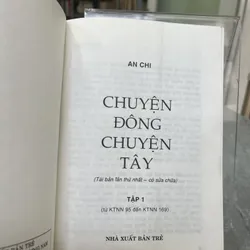 AN CHI
CHUYỆN
ĐÔNG
CHUYỆN
TÂY
(Tái bản lần thứ nhất – có sửa chữa)
TẬP 1
(từ KTNN 95 đến KTNN 169)
NHÀ XUẤT BẢN TRẺ